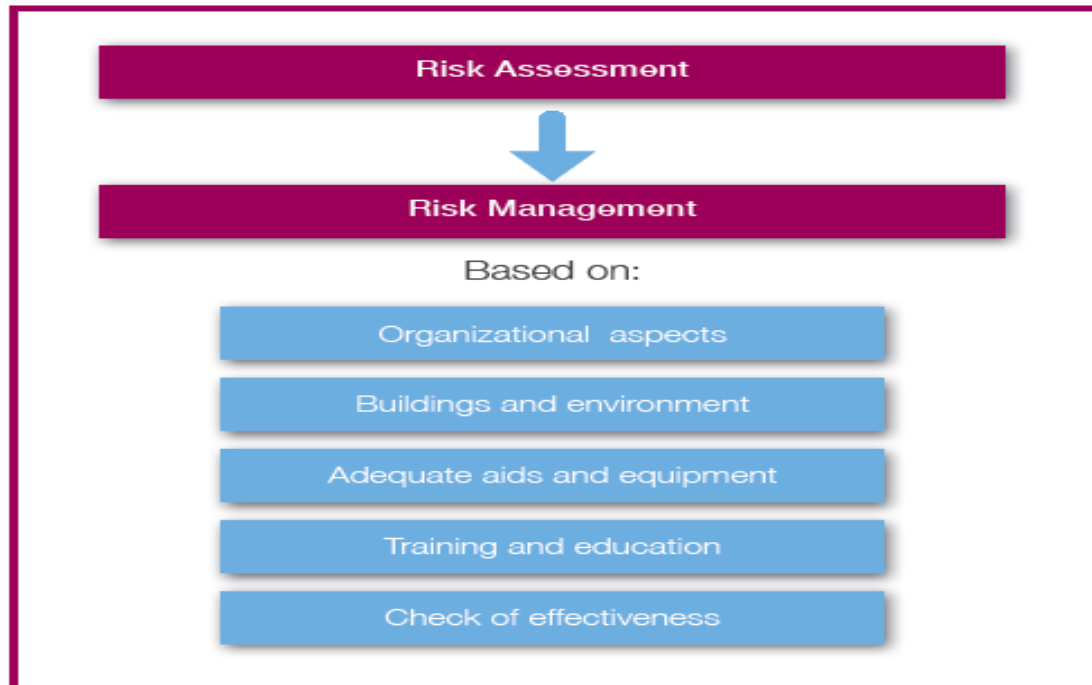 Risk Assessment
Risk Management
Based on:
Organizational aspects
Buildings and environment
Adequate aids and equipment
Training and education
Check of effectiveness